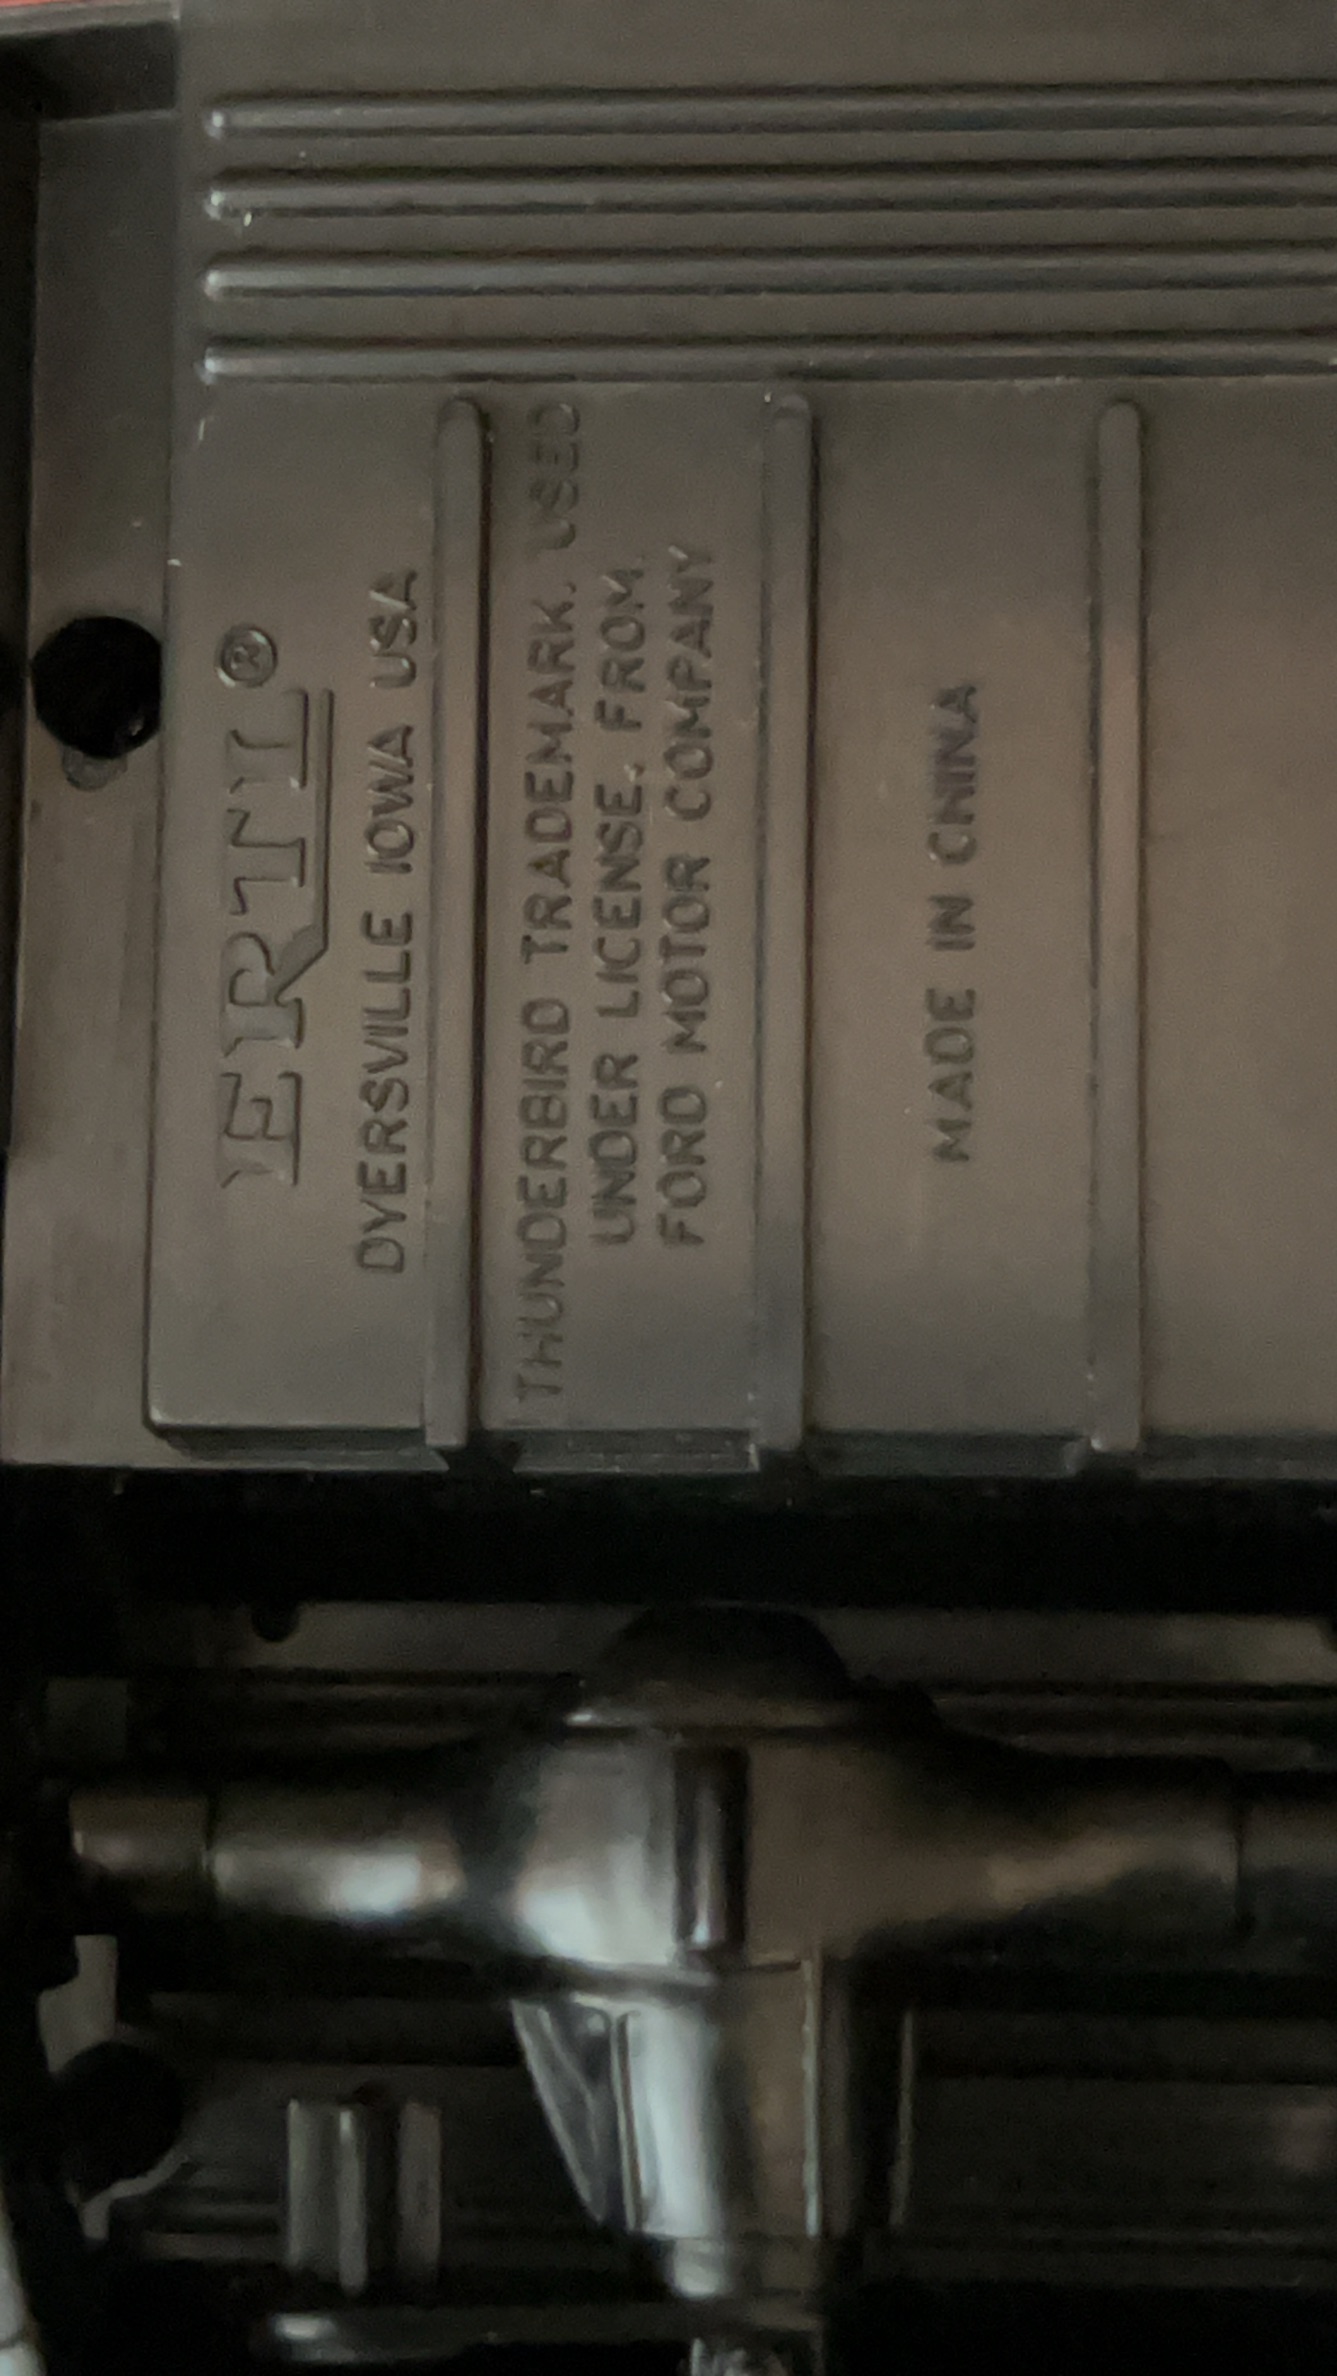 ERTL®
DYERSVILLE IOWA USA
THUNDERBIRD TRADEMARK. USED
UNDER LICENSE. FROM
FORD MOTOR COMPANY
MADE IN CHINA